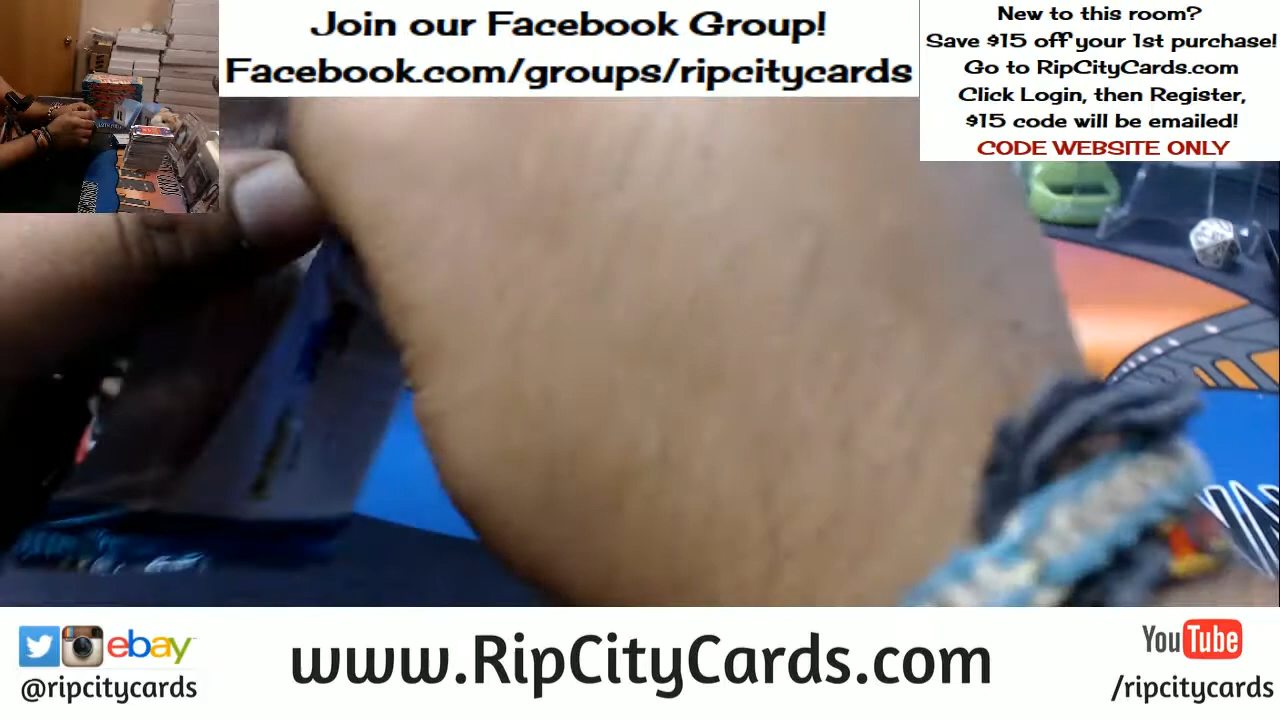 Join our Facebook Group!
Facebook.com/groups/ripcitycards
New to this room?
Save $15 off your 1st purchase!
Go to RipCityCards.com
Click Login, then Register,
$15 code will be emailed!
CODE WEBSITE ONLY
ebay
@ripcitycards
www.RipCityCards.com
YouTube
/ripcitycards